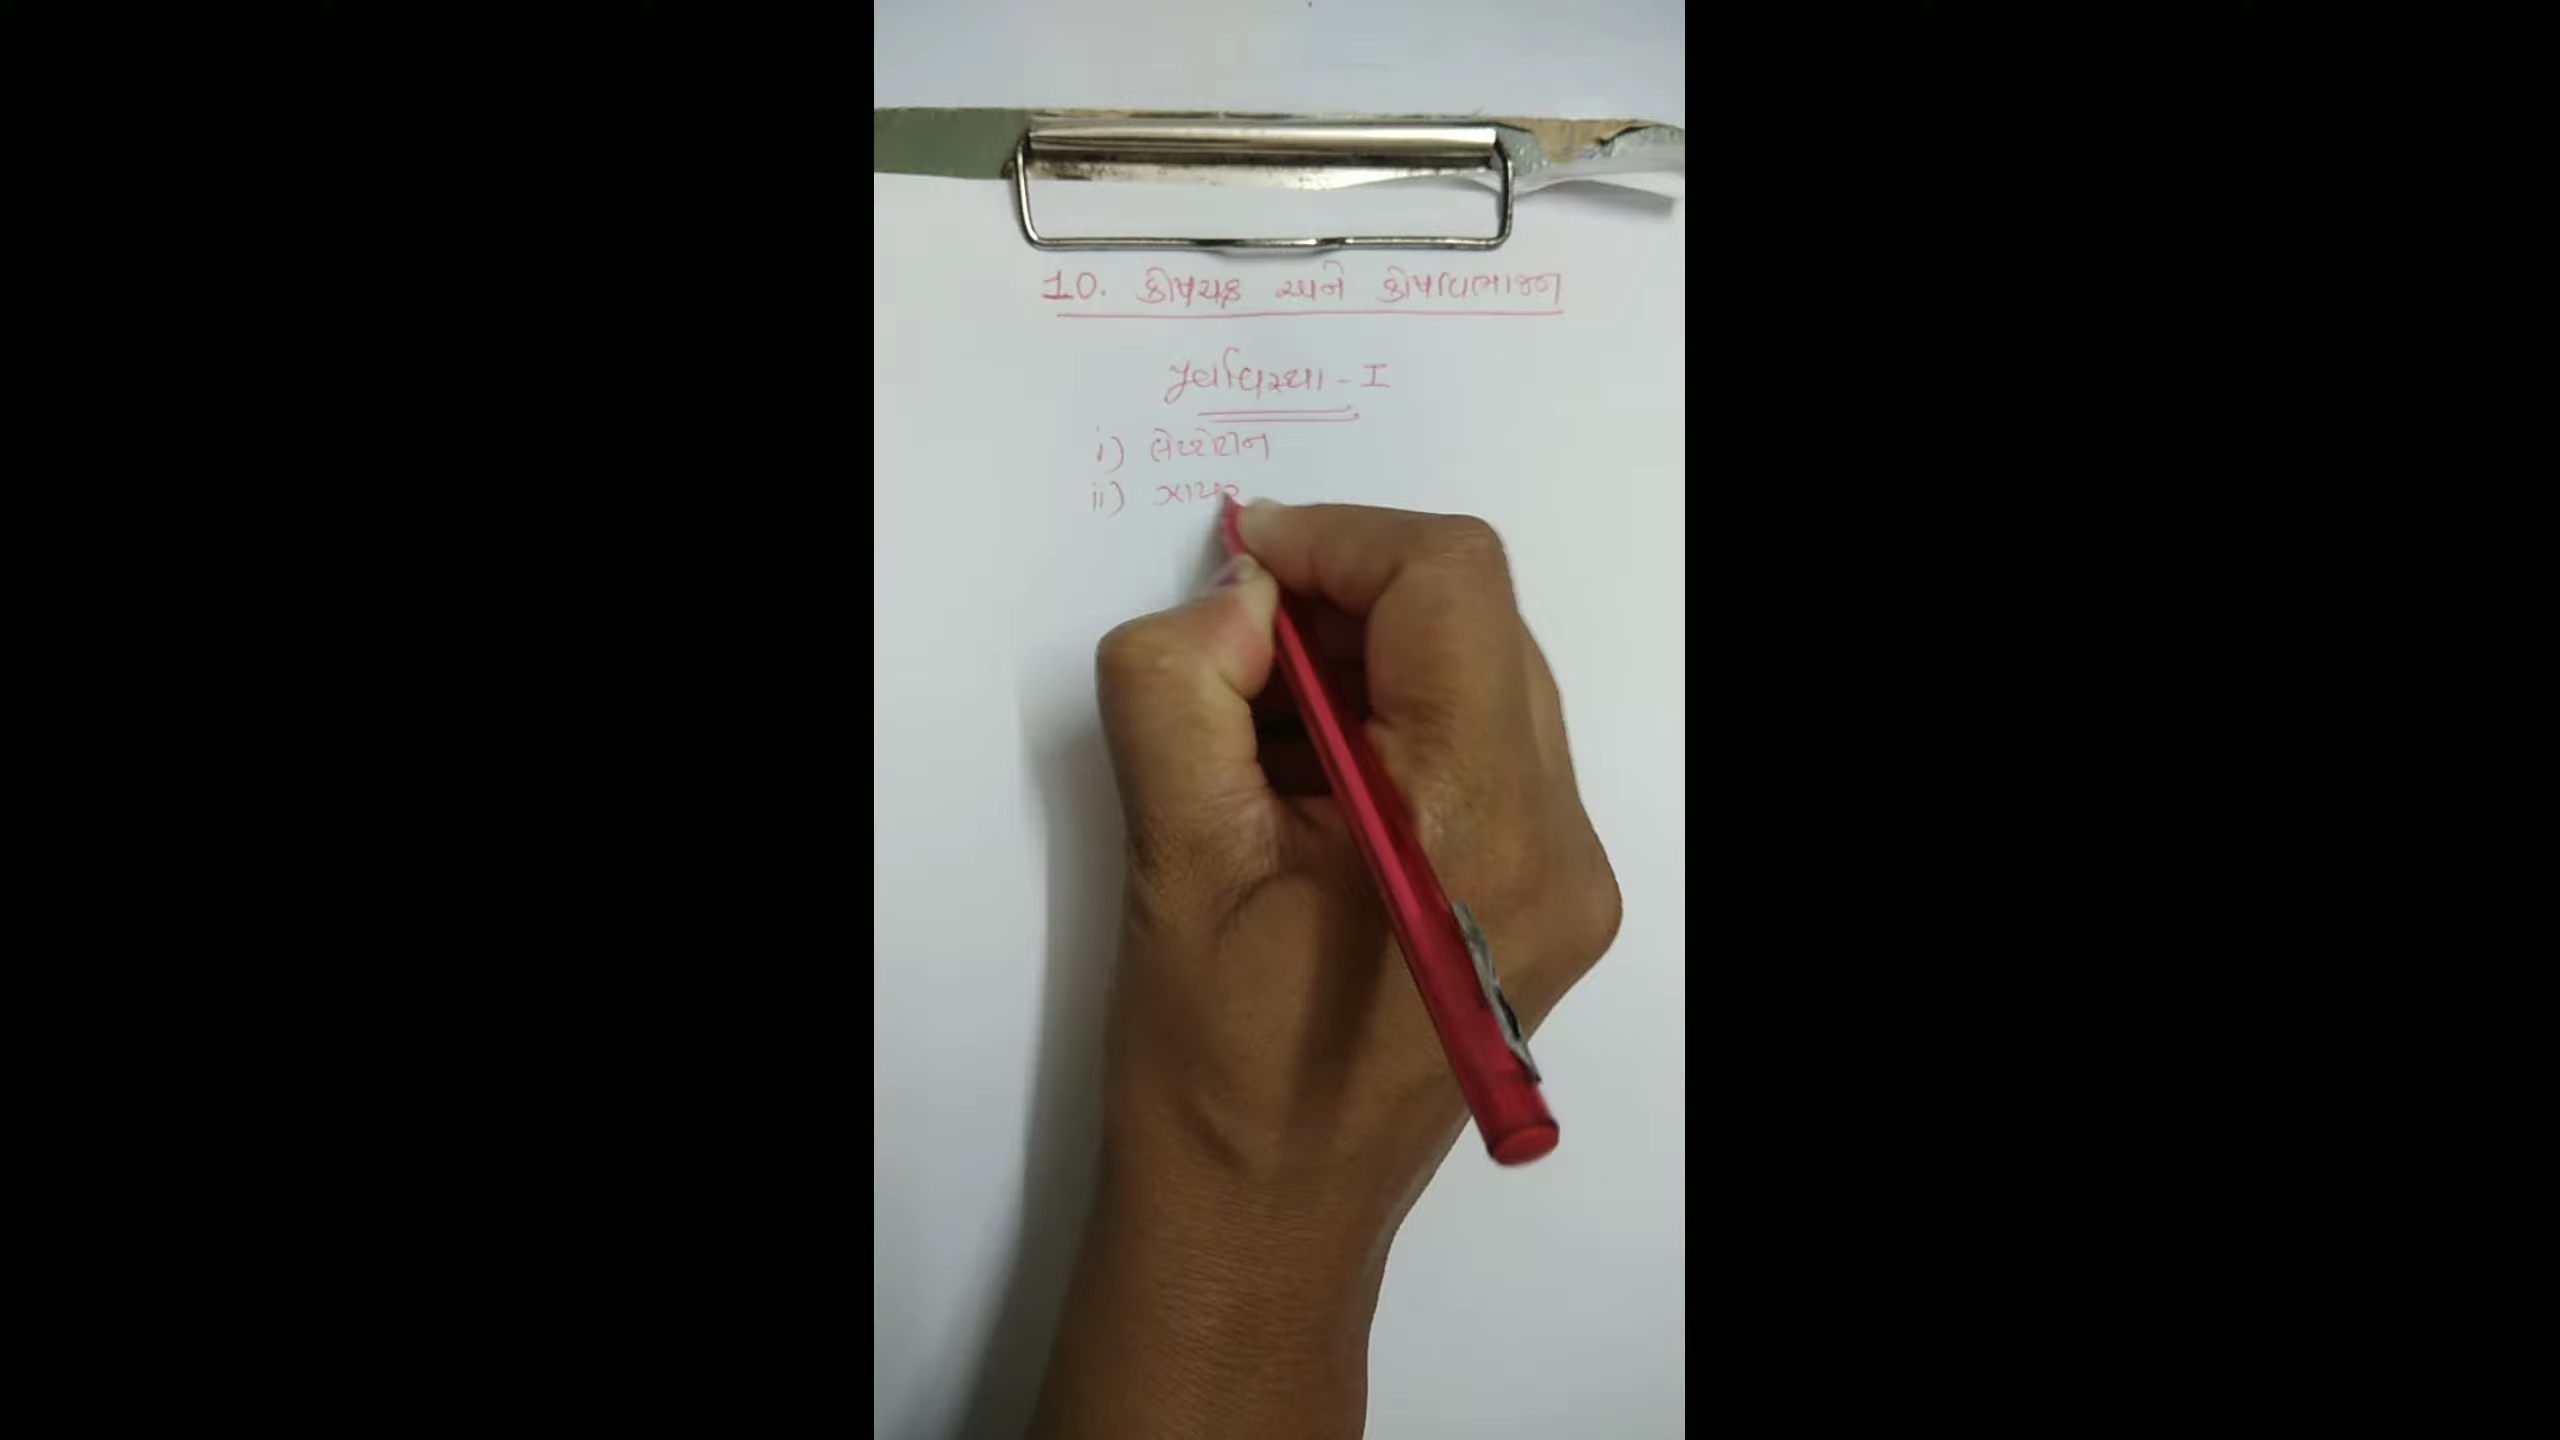 10. કોષચક્ર અને કોષવિભાજન
પૂર્વાવસ્થા - I
i) લેપ્ટોટીન
ii) ઝાય